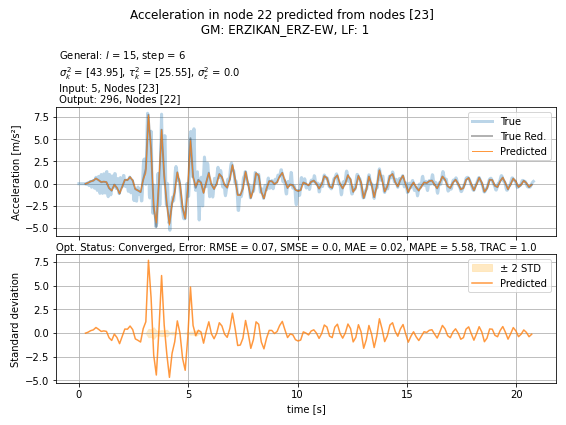 Acceleration in node 22 predicted from nodes [23]
GM: ERZIKAN_ERZ-EW, LF: 1
General: l = 15, step = 6
σ²ₖ = [43.95], τ²ₖ = [25.55], σ²ε = 0.0
Input: 5, Nodes [23]
Output: 296, Nodes [22]
Acceleration [m/s²]
7.5
5.0
2.5
0.0
−2.5
−5.0
True
True Red.
Predicted
Opt. Status: Converged, Error: RMSE = 0.07, SMSE = 0.0, MAE = 0.02, MAPE = 5.58, TRAC = 1.0
Standard deviation
7.5
5.0
2.5
0.0
−2.5
−5.0
± 2 STD
Predicted
0 5 10 15 20
time [s]